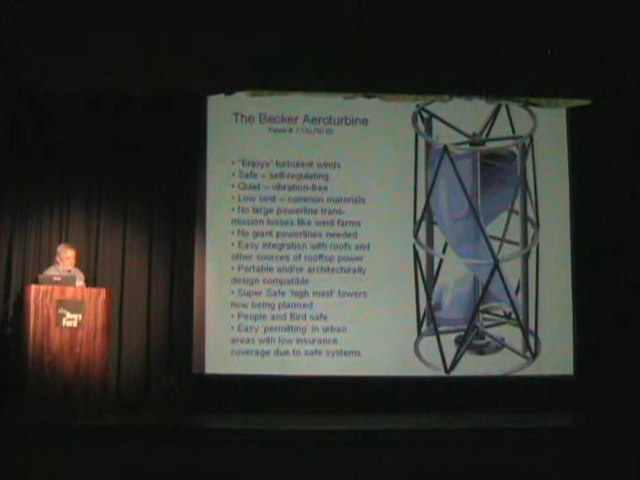 The Becker Aeroturbine
• "Enjoys" turbulent winds
• Safe – self-regulating
• Quiet – vibration-free
• Low cost – common materials
• No large powerline trans-
mission losses like wind farms
• No giant powerlines needed
• Easy integration with roofs and
other sources of rooftop power
• Portable and/or architecturally
design compatible
• Super Safe 'high mast' towers
now being planned
• People and Bird safe
• Easy 'permitting' in urban
areas with low insurance
coverage due to safe systems
Ford